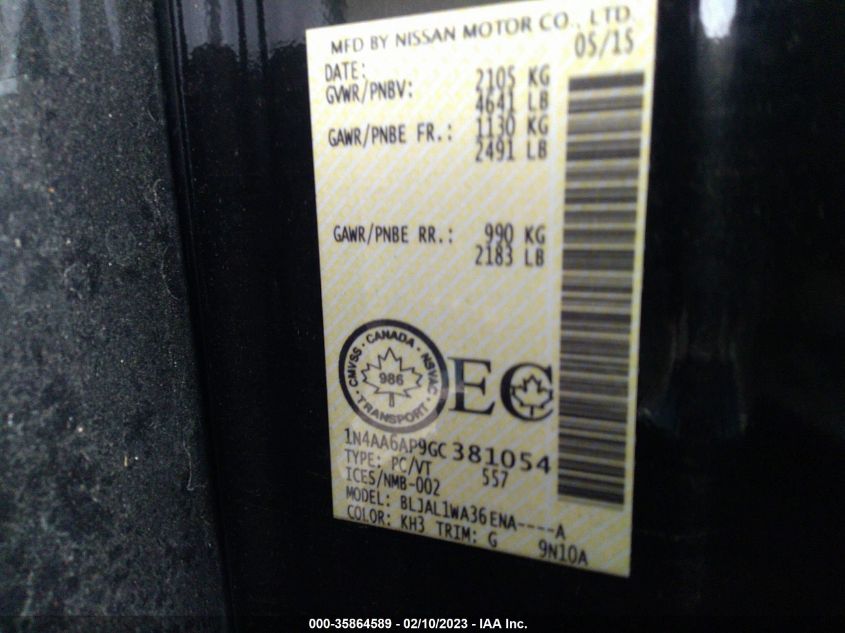 MFD BY NISSAN MOTOR CO., LTD.
DATE: 05/15
GVWR/PNBV: 2105 KG
4641 LB
GAWR/PNBE FR.: 1130 KG
2491 LB
GAWR/PNBE RR.: 990 KG
2183 LB
CMVSS · CANADA · NSVAC · TRANSPORT ·
986
EC
1N4AA6AP9GC381054
TYPE: PC/VT 557
ICES/NMB-002
MODEL: BLJAL1WA36ENA----A
COLOR: KH3 TRIM: G 9N10A
000-35864589 - 02/10/2023 - IAA Inc.